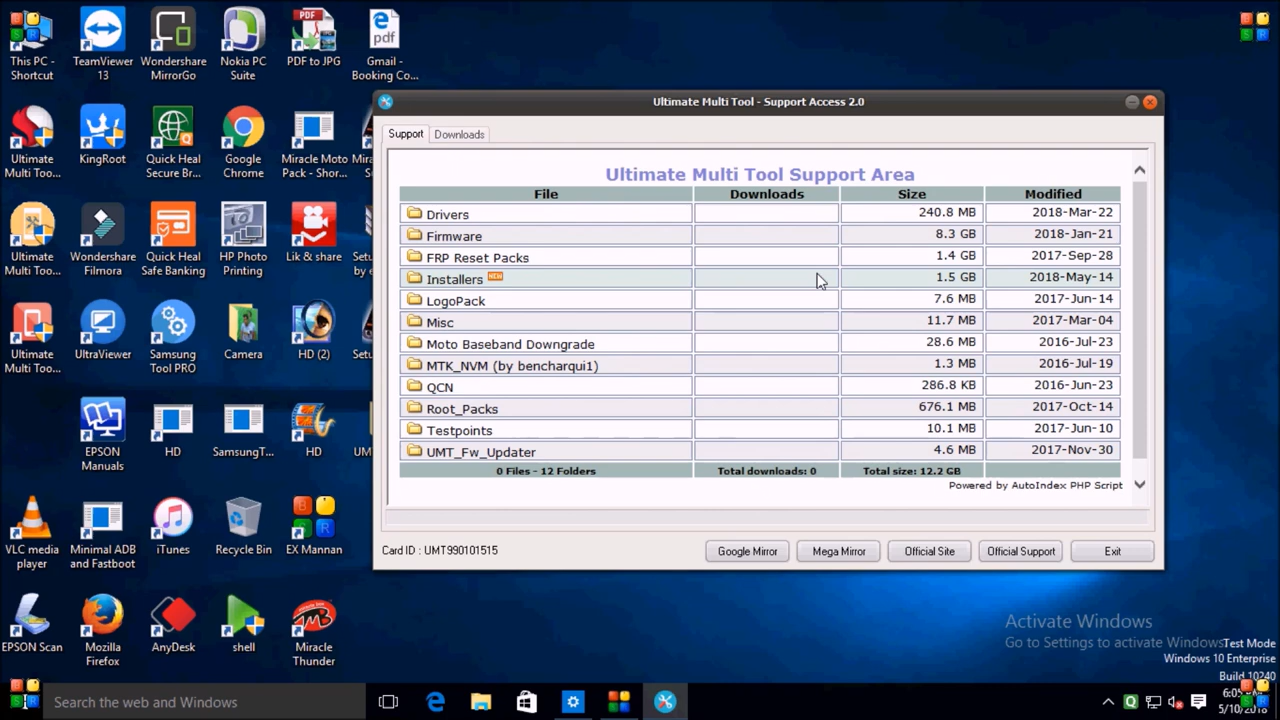 This PC - Shortcut
TeamViewer 13
Wondershare MirrorGo
Nokia PC Suite
PDF to JPG
Gmail - Booking Co...
pdf
Ultimate Multi Too...
KingRoot
Quick Heal Secure Br...
Google Chrome
Miracle Moto Pack - Shor...
Ultimate Multi Too...
Wondershare Filmora
Quick Heal Safe Banking
HP Photo Printing
Lik & share
Ultimate Multi Too...
UltraViewer
Samsung Tool PRO
Camera
HD (2)
EPSON Manuals
HD
SamsungT...
HD
VLC media player
Minimal ADB and Fastboot
iTunes
Recycle Bin
EX Mannan
EPSON Scan
Mozilla Firefox
AnyDesk
shell
Miracle Thunder
Ultimate Multi Tool - Support Access 2.0
Support Downloads
Ultimate Multi Tool Support Area
File Downloads Size Modified
Drivers 240.8 MB 2018-Mar-22
Firmware 8.3 GB 2018-Jan-21
FRP Reset Packs 1.4 GB 2017-Sep-28
Installers NEW 1.5 GB 2018-May-14
LogoPack 7.6 MB 2017-Jun-14
Misc 11.7 MB 2017-Mar-04
Moto Baseband Downgrade 28.6 MB 2016-Jul-23
MTK_NVM (by bencharqui1) 1.3 MB 2016-Jul-19
QCN 286.8 KB 2016-Jun-23
Root_Packs 676.1 MB 2017-Oct-14
Testpoints 10.1 MB 2017-Jun-10
UMT_Fw_Updater 4.6 MB 2017-Nov-30
0 Files - 12 Folders Total downloads: 0 Total size: 12.2 GB
Powered by AutoIndex PHP Script
Card ID : UMT990101515
Google Mirror Mega Mirror Official Site Official Support Exit
Activate Windows
Go to Settings to activate Windows
Test Mode
Windows 10 Enterprise
Build 10240
Search the web and Windows
5/10/2018